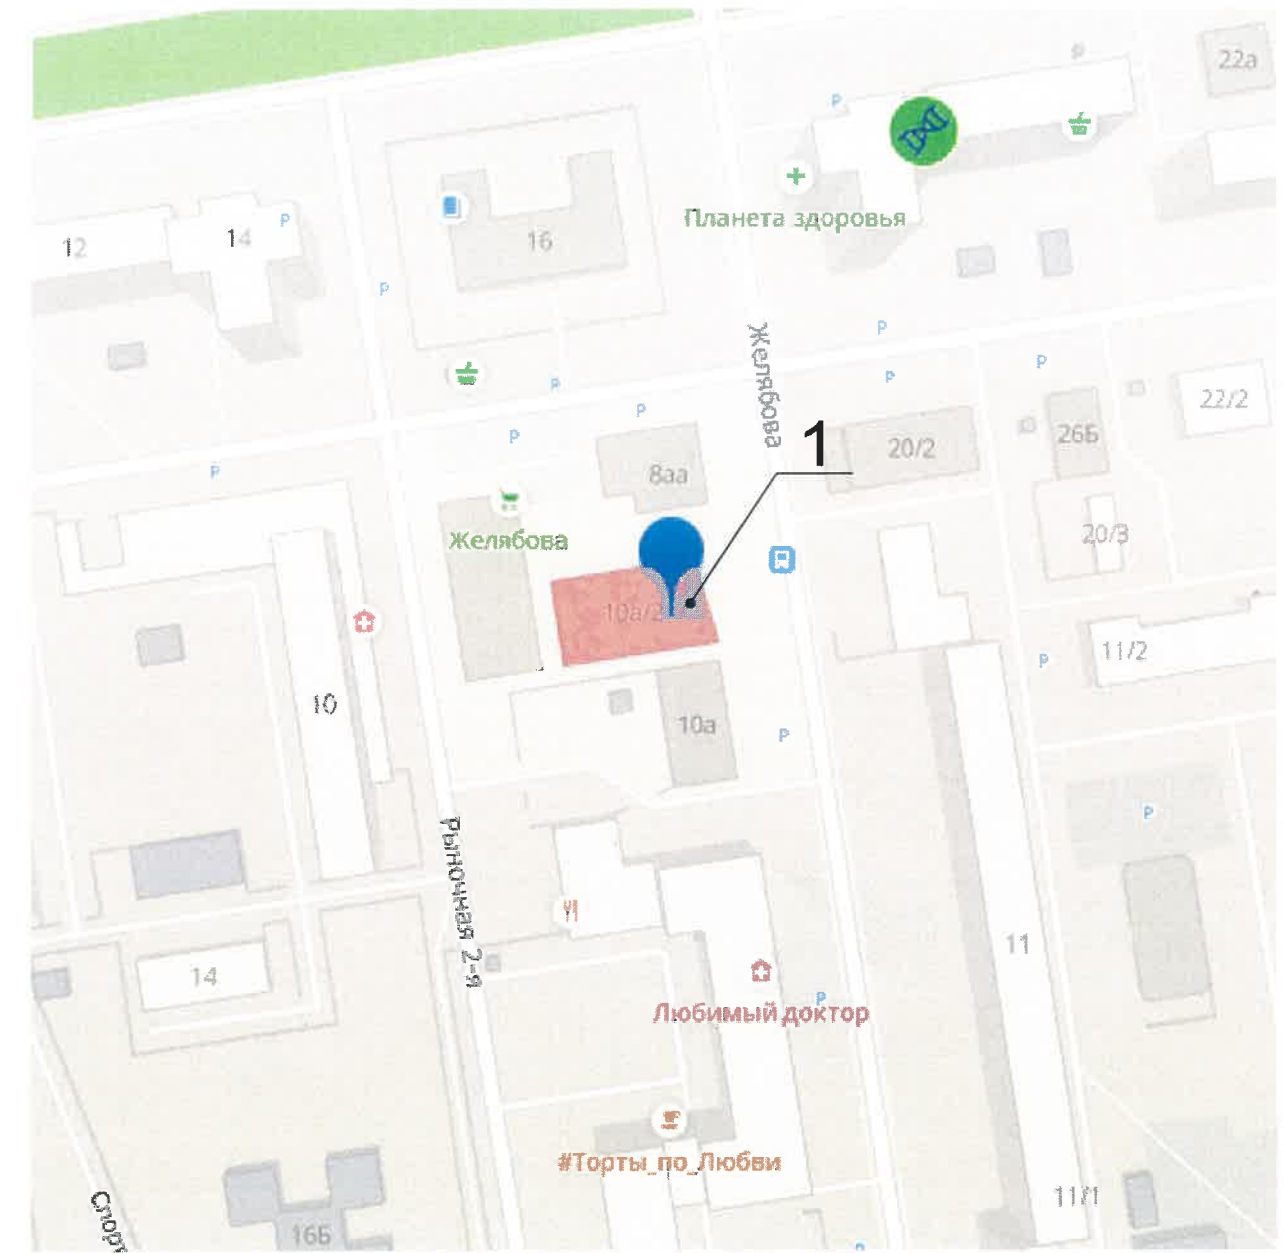 22а
P
P
Планета здоровья
12
14
P
16
P
Желябова
P
P
P
P
22/2
P
P
1
20/2
26Б
P
8аа
Желябова
20/3
10а/2
11/2
P
10
10а
P
P
Рыночная 2-я
11
14
P
Любимый доктор
#Торты_по_Любви
11/1
16Б